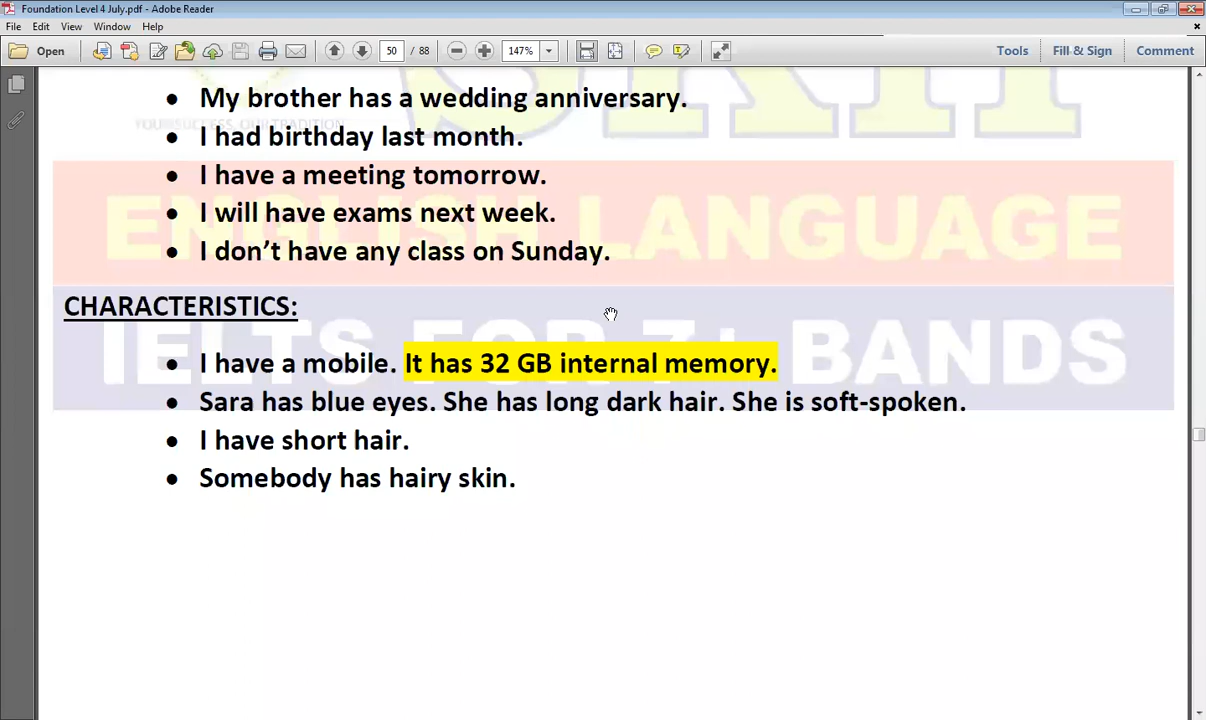 Foundation Level 4 July.pdf - Adobe Reader
File Edit View Window Help
Open 50 / 88 147% Tools Fill & Sign Comment
My brother has a wedding anniversary.
YOUR SUCCESS, OUR TRADITION
• I had birthday last month.
• I have a meeting tomorrow.
• I will have exams next week.
• I don’t have any class on Sunday.
ENGLISH LANGUAGE
CHARACTERISTICS:
IELTS FOR 7+ BANDS
• I have a mobile. It has 32 GB internal memory.
• Sara has blue eyes. She has long dark hair. She is soft-spoken.
• I have short hair.
• Somebody has hairy skin.